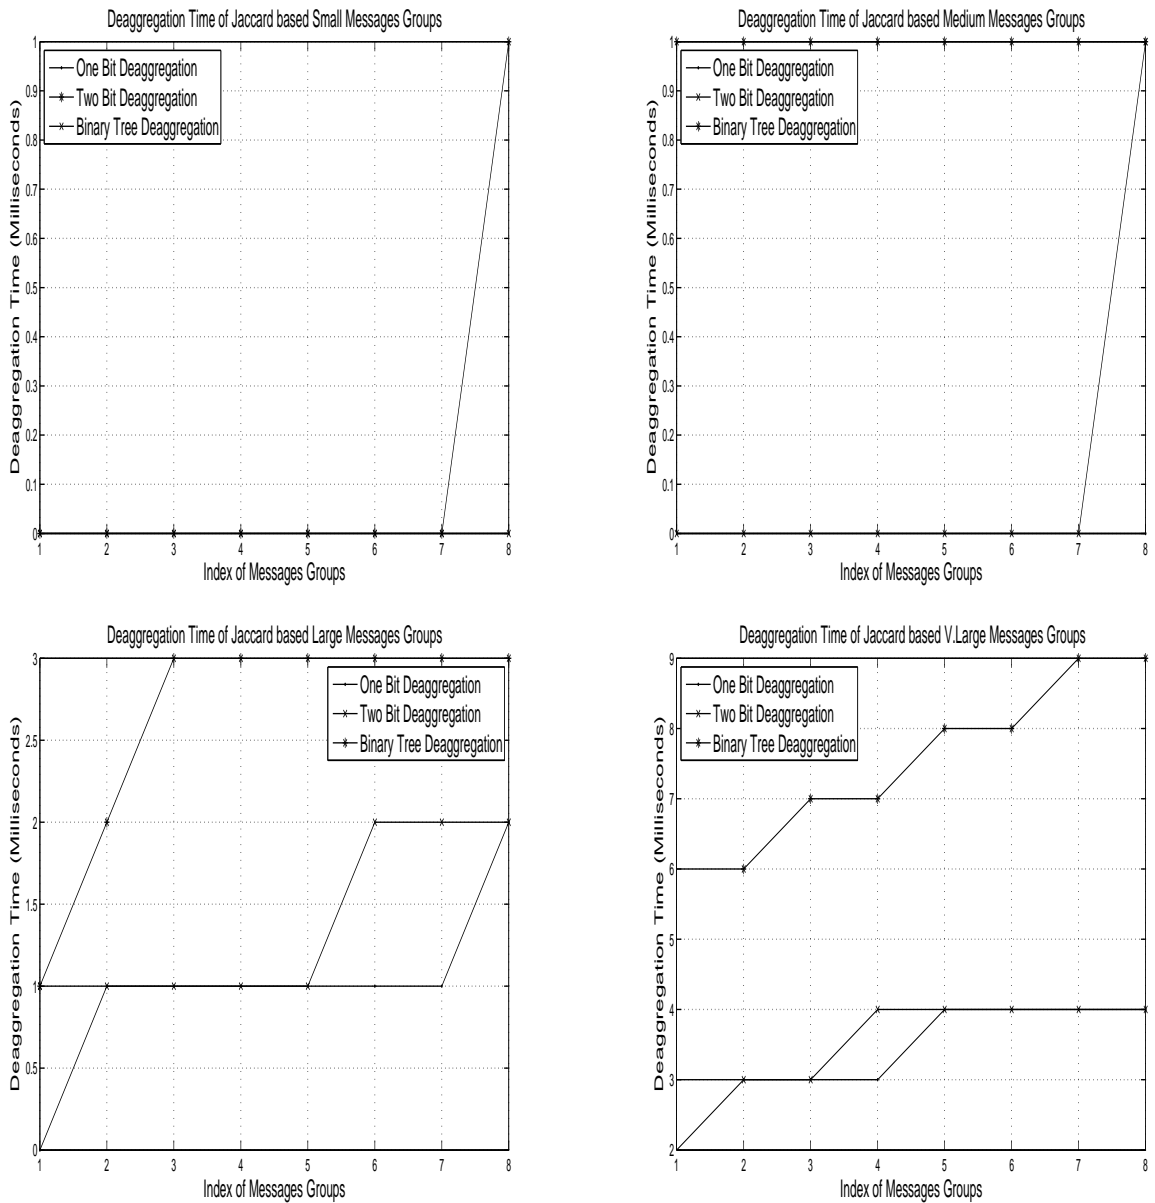 Deaggregation Time of Jaccard based Small Messages Groups
Deaggregation Time (Milliseconds)
1
0.9
0.8
0.7
0.6
0.5
0.4
0.3
0.2
0.1
0
One Bit Deaggregation
Two Bit Deaggregation
Binary Tree Deaggregation
1 2 3 4 5 6 7 8
Index of Messages Groups
Deaggregation Time of Jaccard based Medium Messages Groups
Deaggregation Time (Milliseconds)
1
0.9
0.8
0.7
0.6
0.5
0.4
0.3
0.2
0.1
0
One Bit Deaggregation
Two Bit Deaggregation
Binary Tree Deaggregation
1 2 3 4 5 6 7 8
Index of Messages Groups
Deaggregation Time of Jaccard based Large Messages Groups
Deaggregation Time (Milliseconds)
3
2.5
2
1.5
1
0.5
0
One Bit Deaggregation
Two Bit Deaggregation
Binary Tree Deaggregation
1 2 3 4 5 6 7 8
Index of Messages Groups
Deaggregation Time of Jaccard based V.Large Messages Groups
Deaggregation Time (Milliseconds)
9
8
7
6
5
4
3
2
One Bit Deaggregation
Two Bit Deaggregation
Binary Tree Deaggregation
1 2 3 4 5 6 7 8
Index of Messages Groups